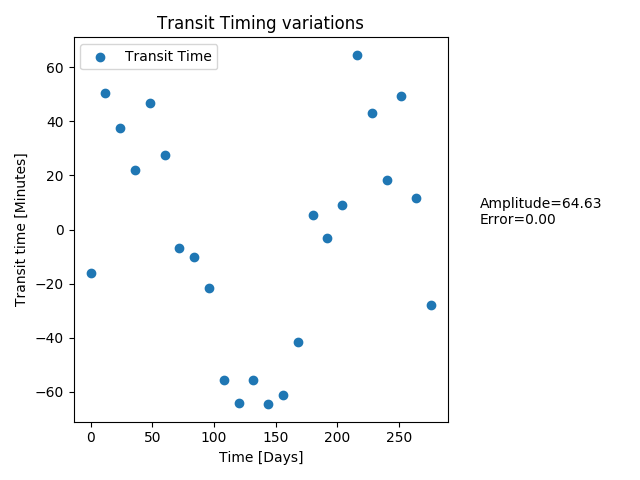 Transit Timing variations
Transit Time
Transit time [Minutes]
60
40
20
0
−20
−40
−60
0 50 100 150 200 250
Time [Days]
Amplitude=64.63
Error=0.00